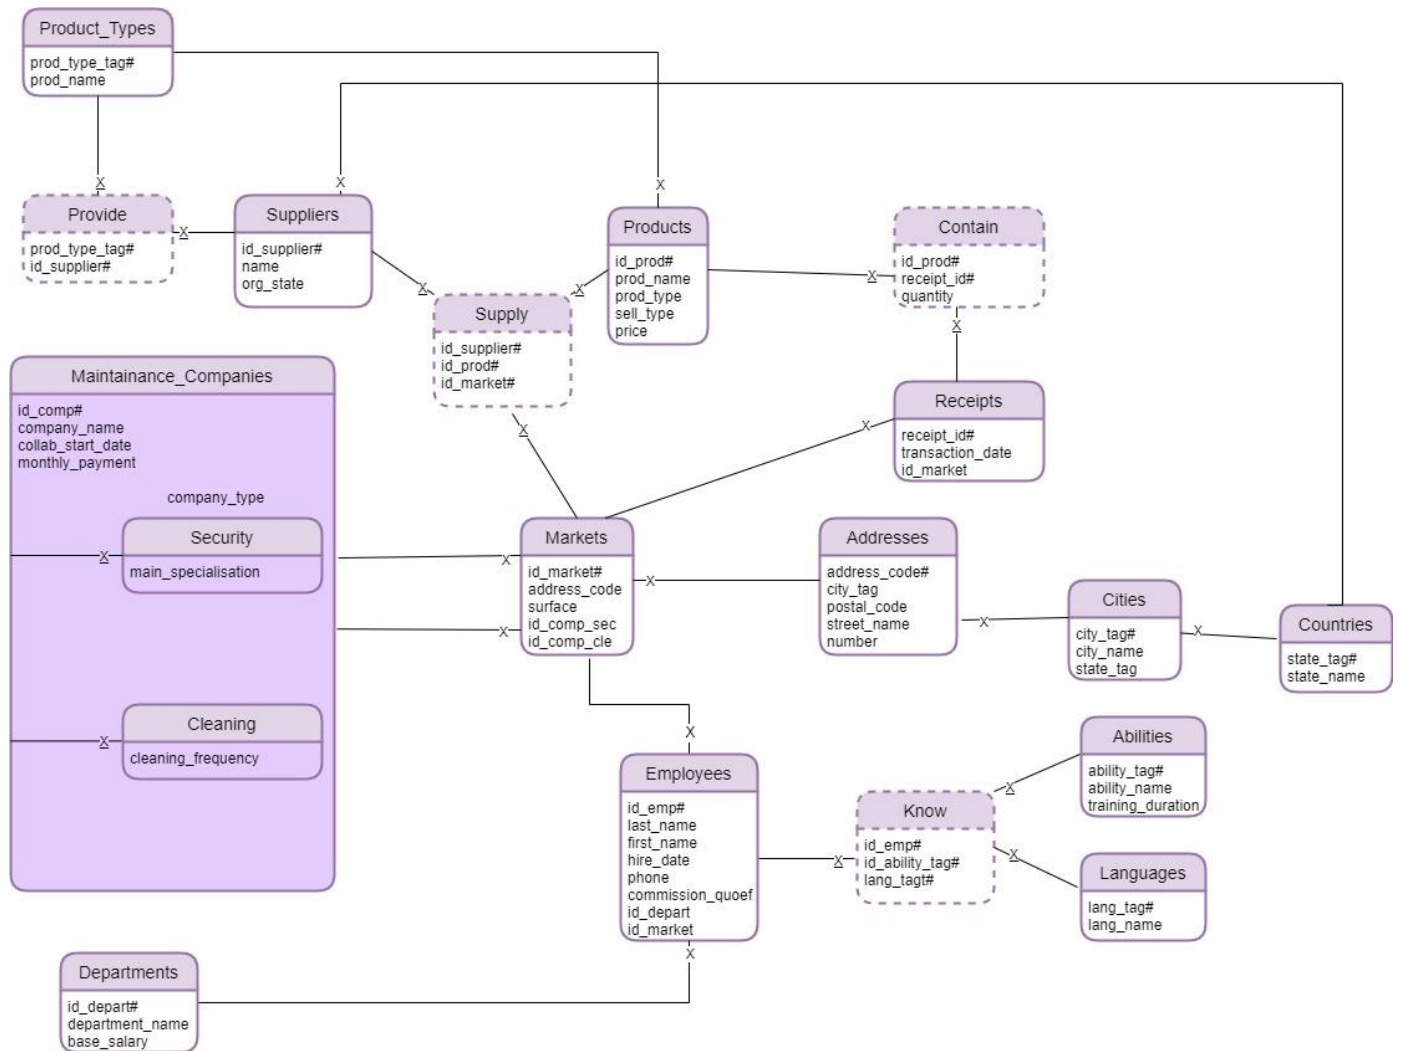 Product_Types
prod_type_tag#
prod_name
X
Provide
prod_type_tag#
id_supplier#
X
X
Suppliers
id_supplier#
name
org_state
X
Supply
id_supplier#
id_prod#
id_market#
X
X
X
Products
id_prod#
prod_name
prod_type
sell_type
price
X
Contain
id_prod#
receipt_id#
quantity
X
Receipts
receipt_id#
transaction_date
id_market
X
Maintainance_Companies
id_comp#
company_name
collab_start_date
monthly_payment
company_type
X
Security
main_specialisation
X
Cleaning
cleaning_frequency
X
X
Markets
id_market#
address_code
surface
id_comp_sec
id_comp_cle
X
Addresses
address_code#
city_tag
postal_code
street_name
number
X
Cities
city_tag#
city_name
state_tag
X
Countries
state_tag#
state_name
X
Employees
id_emp#
last_name
first_name
hire_date
phone
commission_quoef
id_depart
id_market
X
X
Know
id_emp#
id_ability_tag#
lang_tagt#
X
X
Abilities
ability_tag#
ability_name
training_duration
Languages
lang_tag#
lang_name
Departments
id_depart#
department_name
base_salary